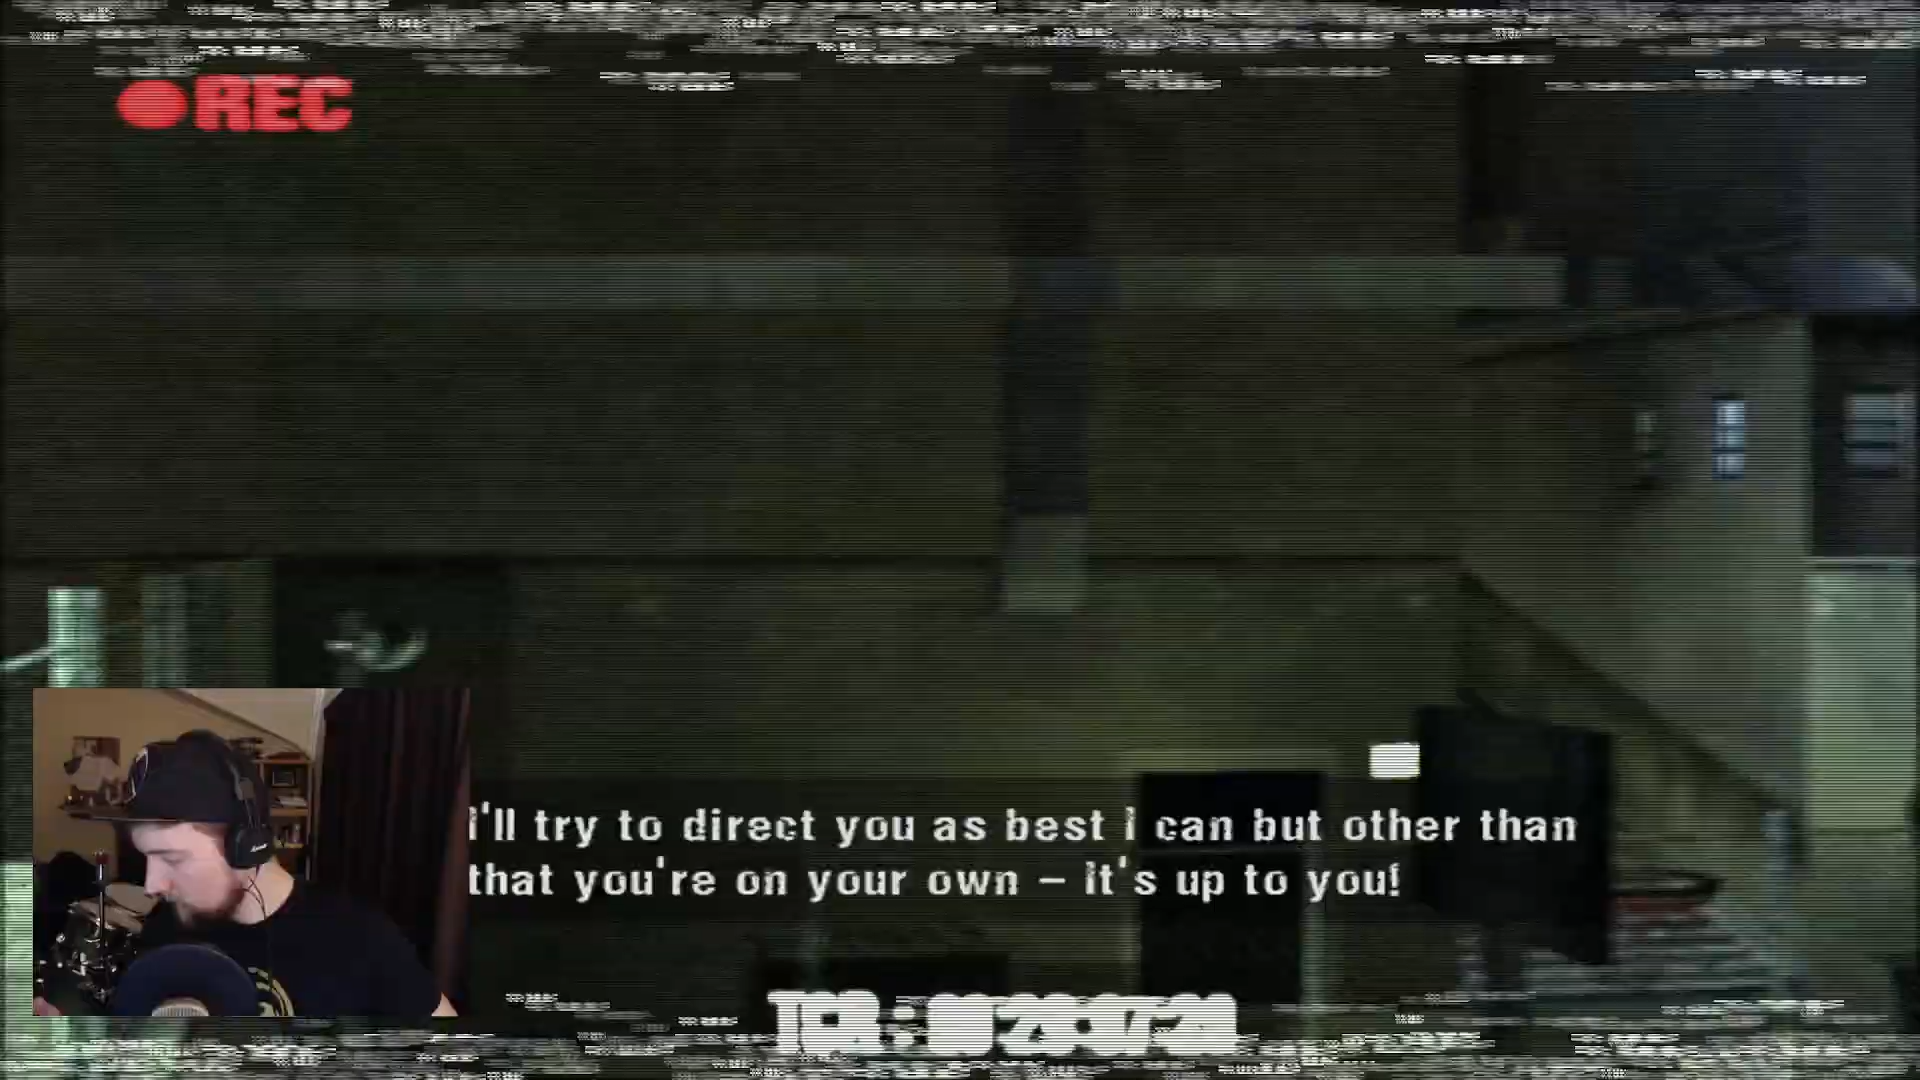 REC
I'll try to direct you as best i can but other than
that you're on your own – it's up to you!